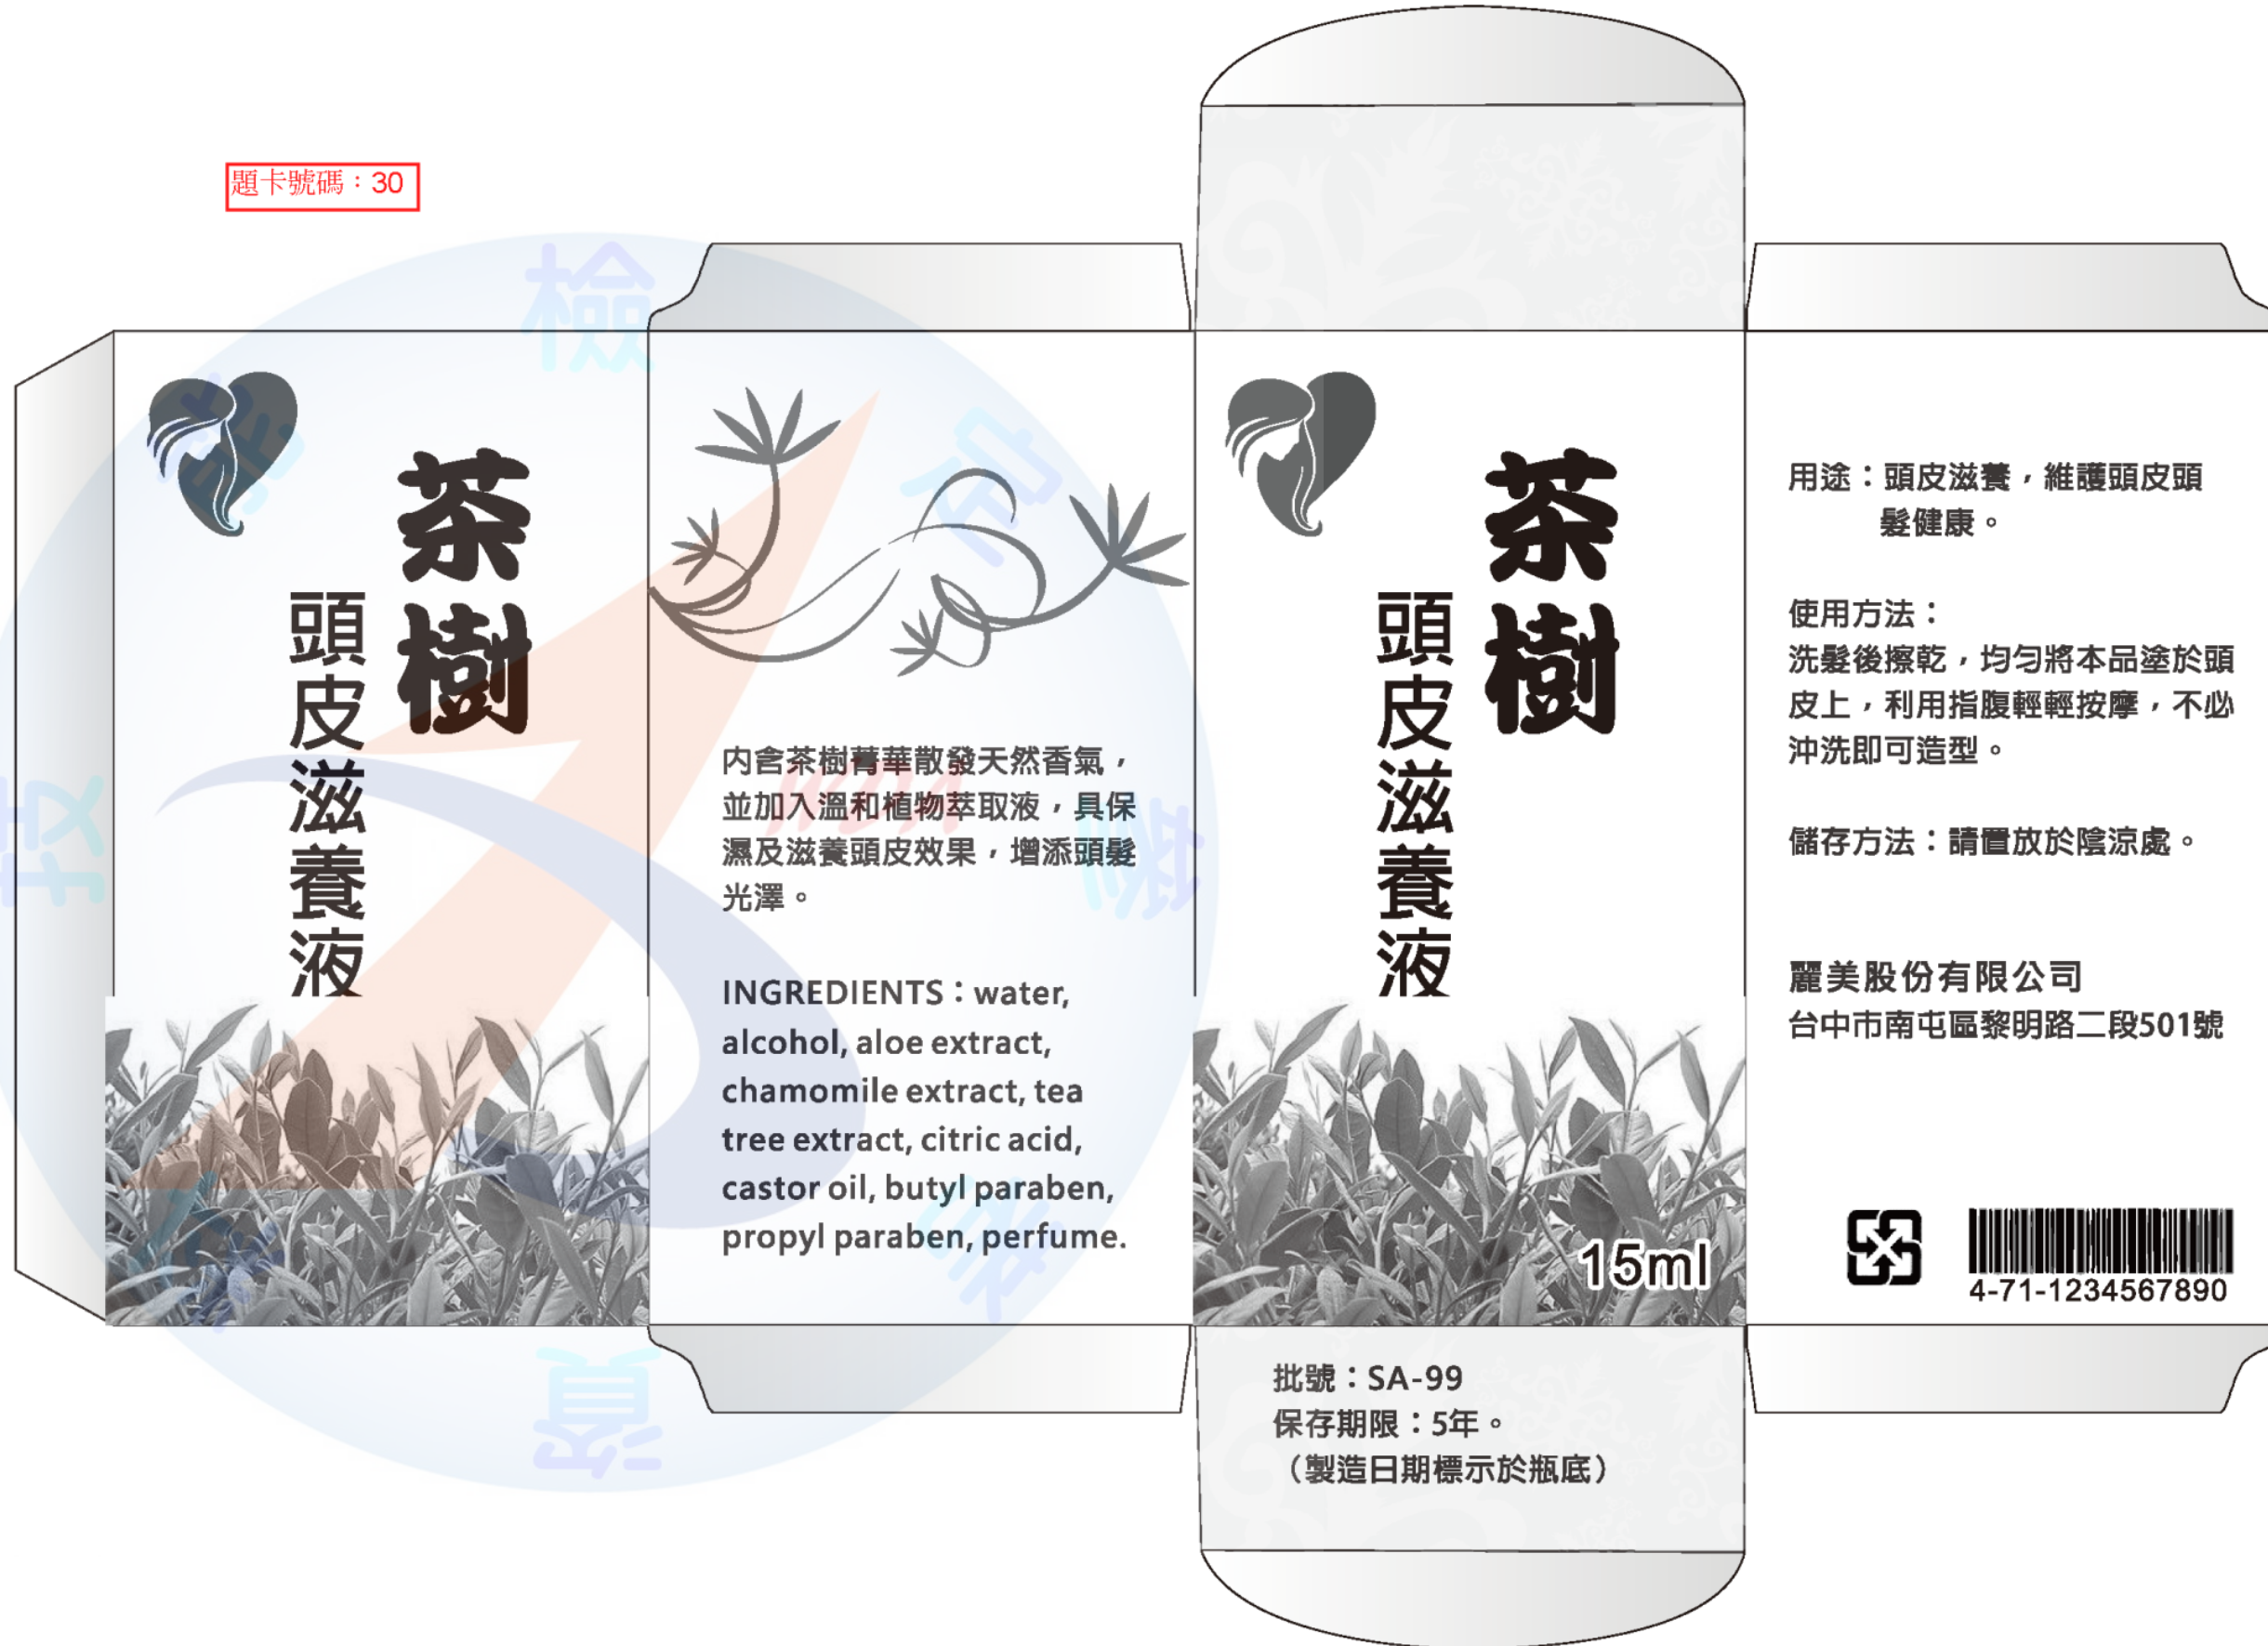 題卡號碼：30
茶樹
頭皮滋養液
內含茶樹菁華散發天然香氣，
並加入溫和植物萃取液，具保
濕及滋養頭皮效果，增添頭髮
光澤。
INGREDIENTS：water,
alcohol, aloe extract,
chamomile extract, tea
tree extract, citric acid,
castor oil, butyl paraben,
propyl paraben, perfume.
茶樹
頭皮滋養液
15ml
批號：SA-99
保存期限：5年。
（製造日期標示於瓶底）
用途：頭皮滋養，維護頭皮頭
髮健康。
使用方法：
洗髮後擦乾，均勻將本品塗於頭
皮上，利用指腹輕輕按摩，不必
沖洗即可造型。
儲存方法：請置放於陰涼處。
麗美股份有限公司
台中市南屯區黎明路二段501號
4-71-1234567890
WDA